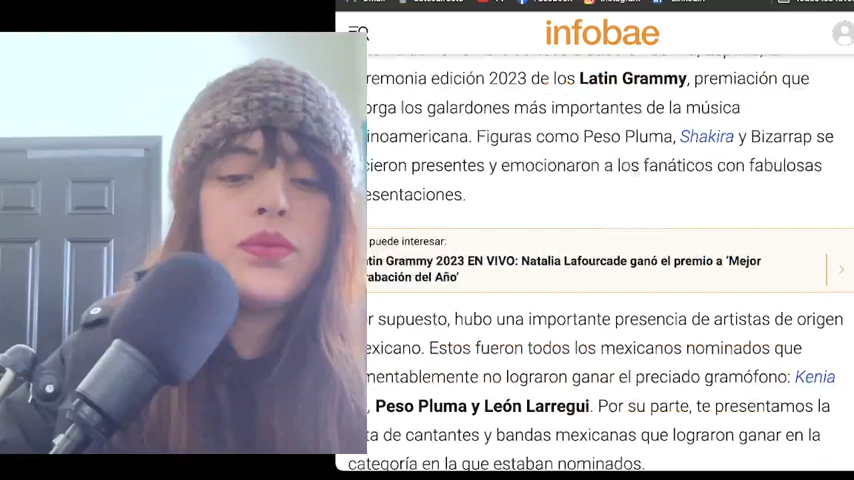 infobae
eremonia edición 2023 de los Latin Grammy, premiación que
orga los galardones más importantes de la música
inoamericana. Figuras como Peso Pluma, Shakira y Bizarrap se
cieron presentes y emocionaron a los fanáticos con fabulosas
esentaciones.
puede interesar:
atin Grammy 2023 EN VIVO: Natalia Lafourcade ganó el premio a ‘Mejor
rabación del Año’
r supuesto, hubo una importante presencia de artistas de origen
exicano. Estos fueron todos los mexicanos nominados que
mentablemente no lograron ganar el preciado gramófono: Kenia
, Peso Pluma y León Larregui. Por su parte, te presentamos la
ta de cantantes y bandas mexicanas que lograron ganar en la
categoría en la que estaban nominados.